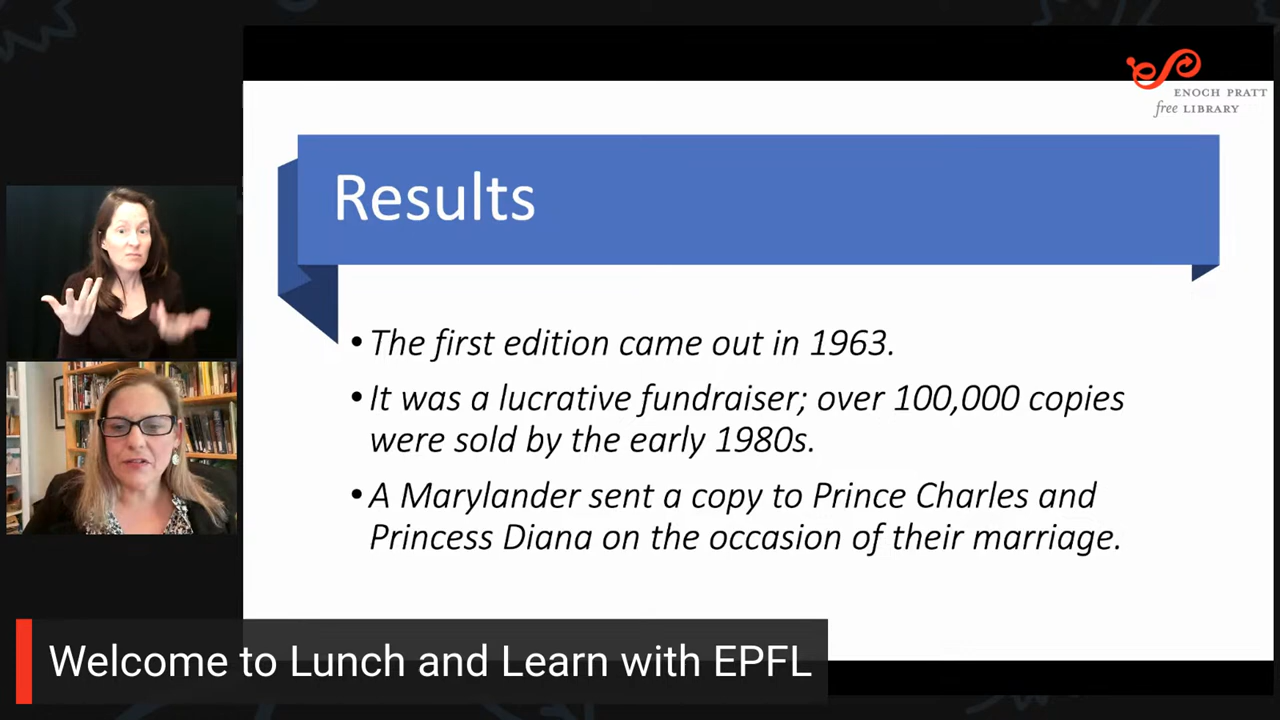 ENOCH PRATT
free LIBRARY
Results
• The first edition came out in 1963.
• It was a lucrative fundraiser; over 100,000 copies
were sold by the early 1980s.
• A Marylander sent a copy to Prince Charles and
Princess Diana on the occasion of their marriage.
Welcome to Lunch and Learn with EPFL